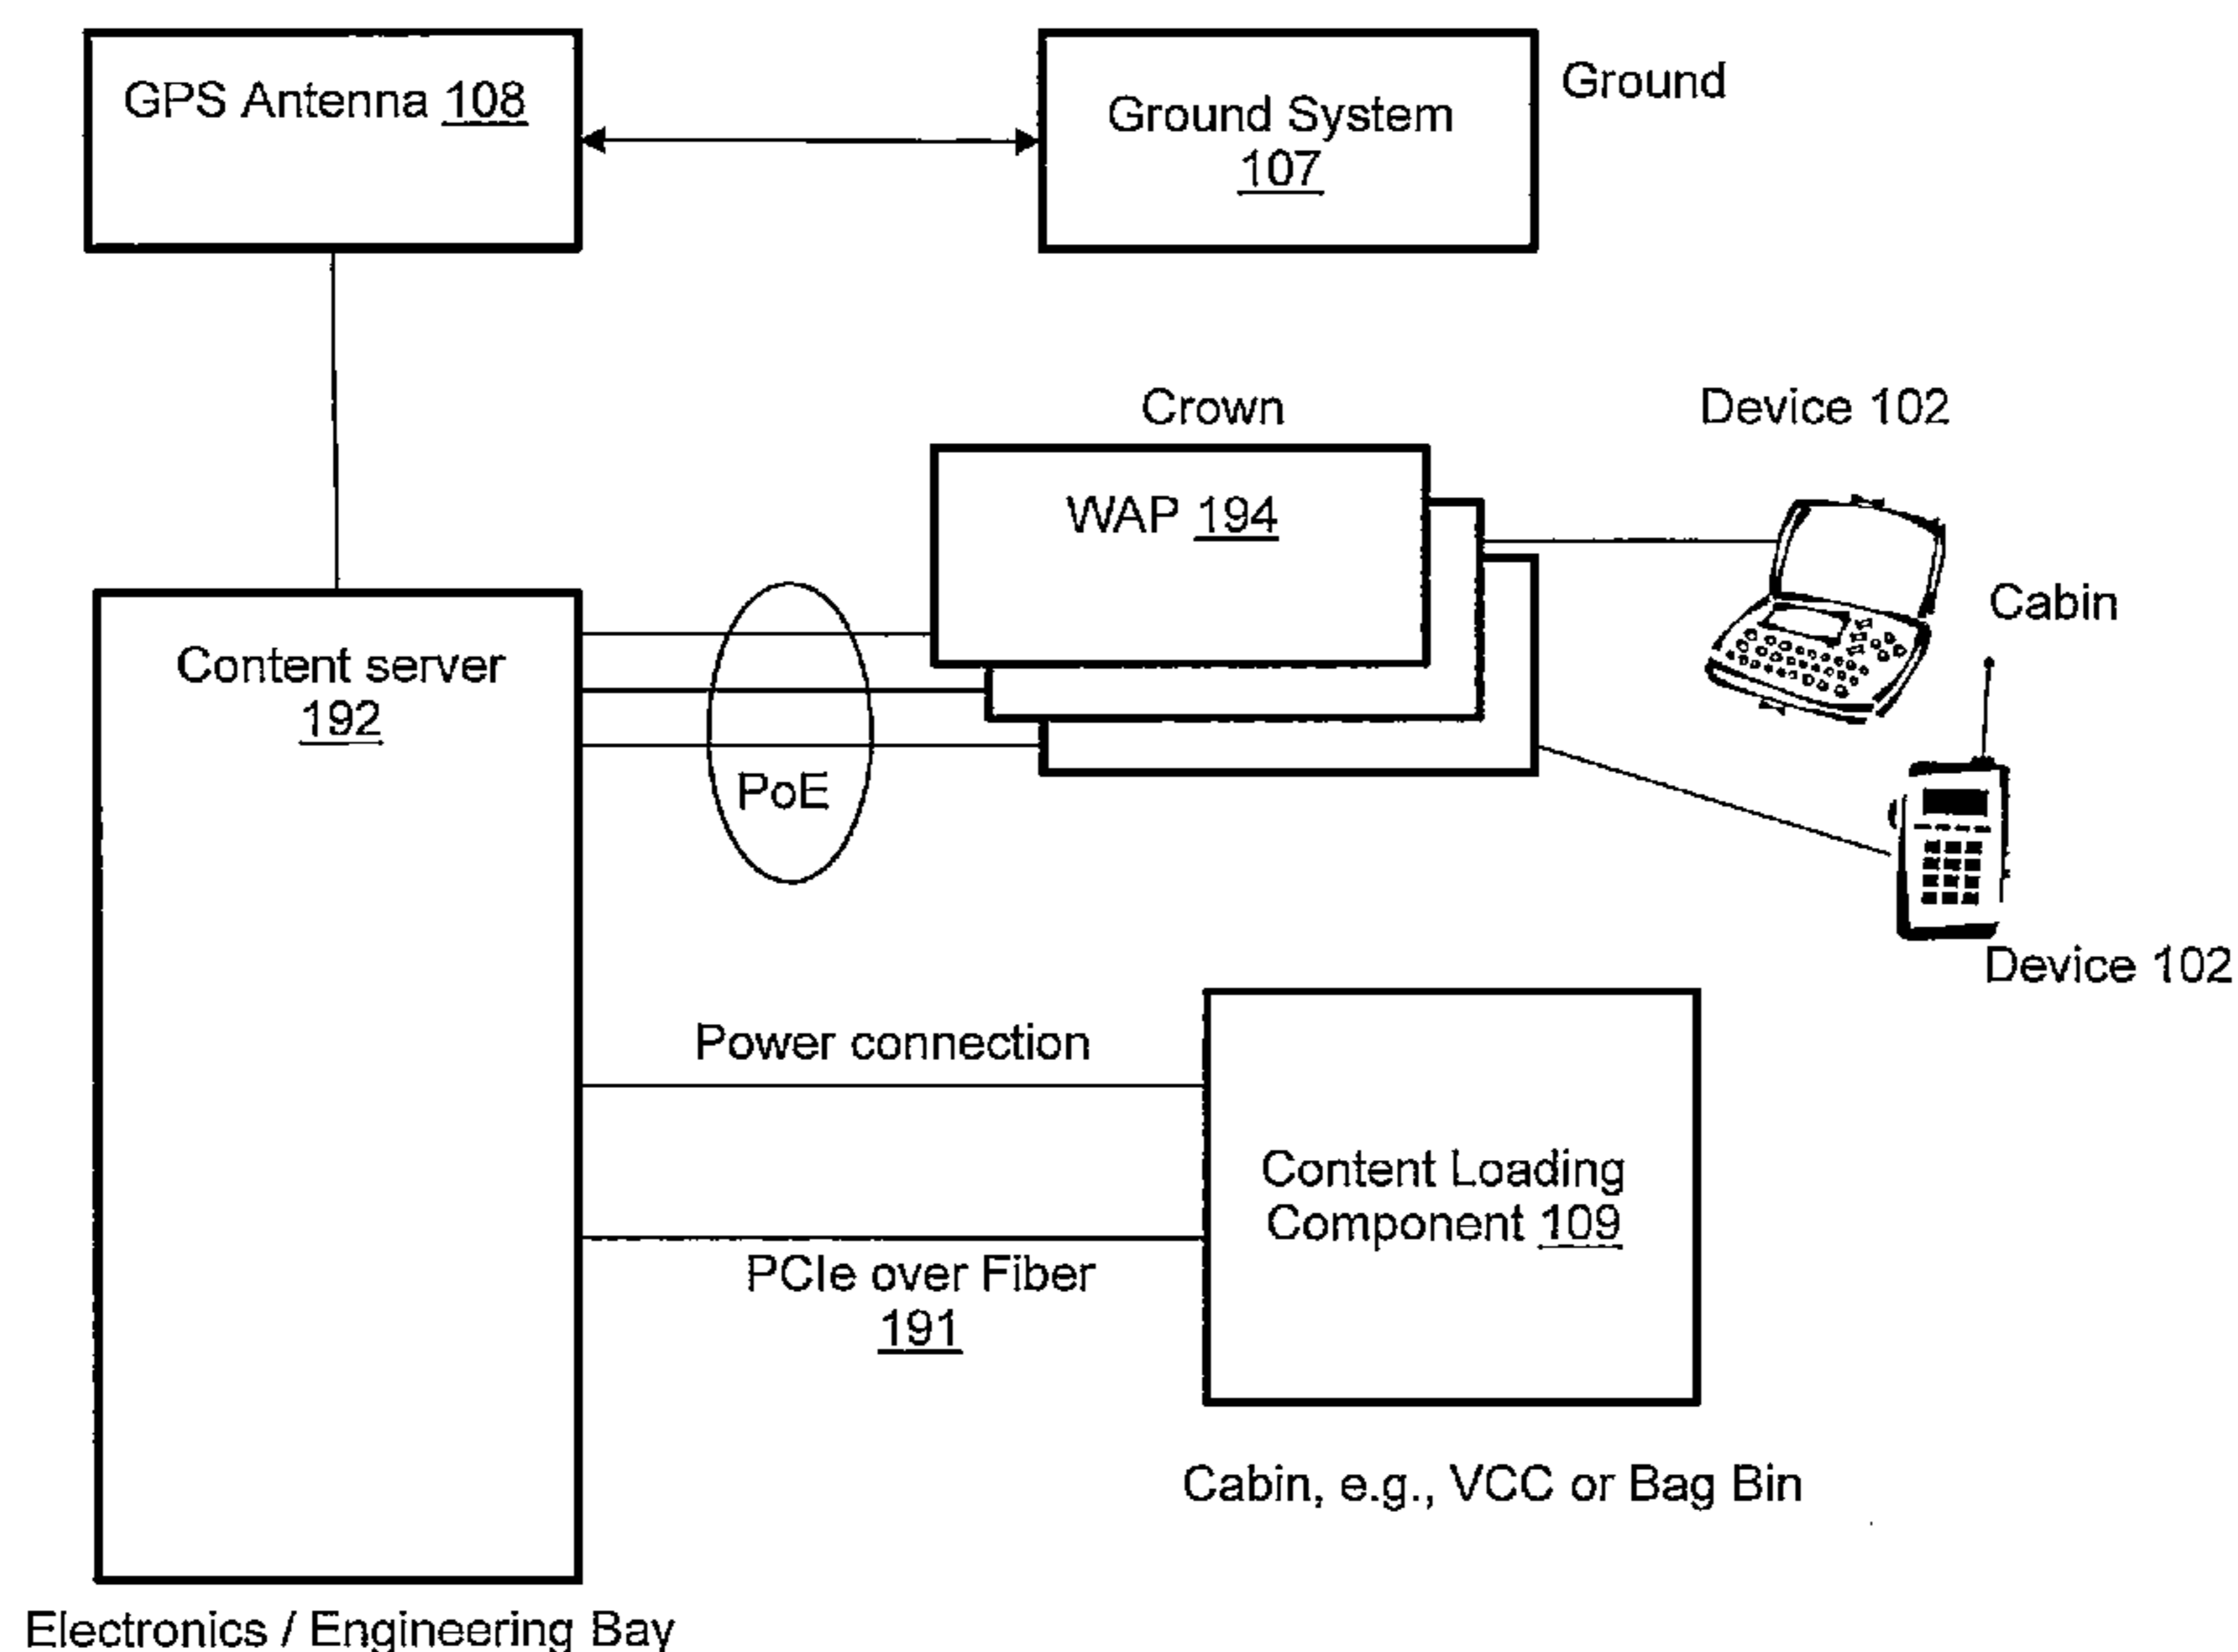 GPS Antenna 108
Ground System
107
Ground
Crown
WAP 194
Device 102
Cabin
Content server
192
PoE
Device 102
Power connection
Content Loading
Component 109
PCIe over Fiber
191
Cabin, e.g., VCC or Bag Bin
Electronics / Engineering Bay